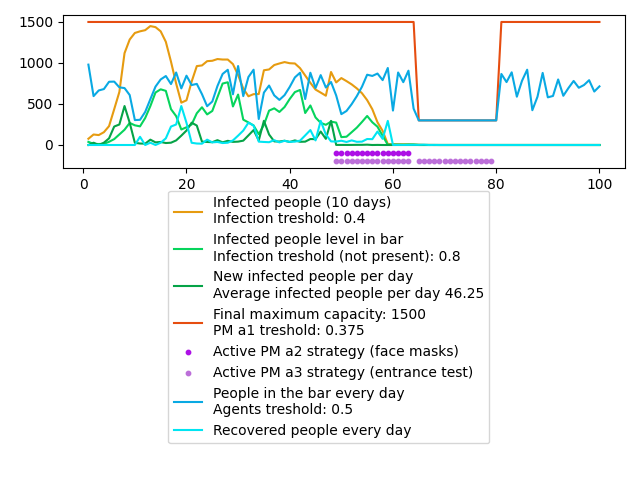 1500
1000
500
0
0
20
40
60
80
100
Infected people (10 days)
Infection treshold: 0.4
Infected people level in bar
Infection treshold (not present): 0.8
New infected people per day
Average infected people per day 46.25
Final maximum capacity: 1500
PM a1 treshold: 0.375
Active PM a2 strategy (face masks)
Active PM a3 strategy (entrance test)
People in the bar every day
Agents treshold: 0.5
Recovered people every day